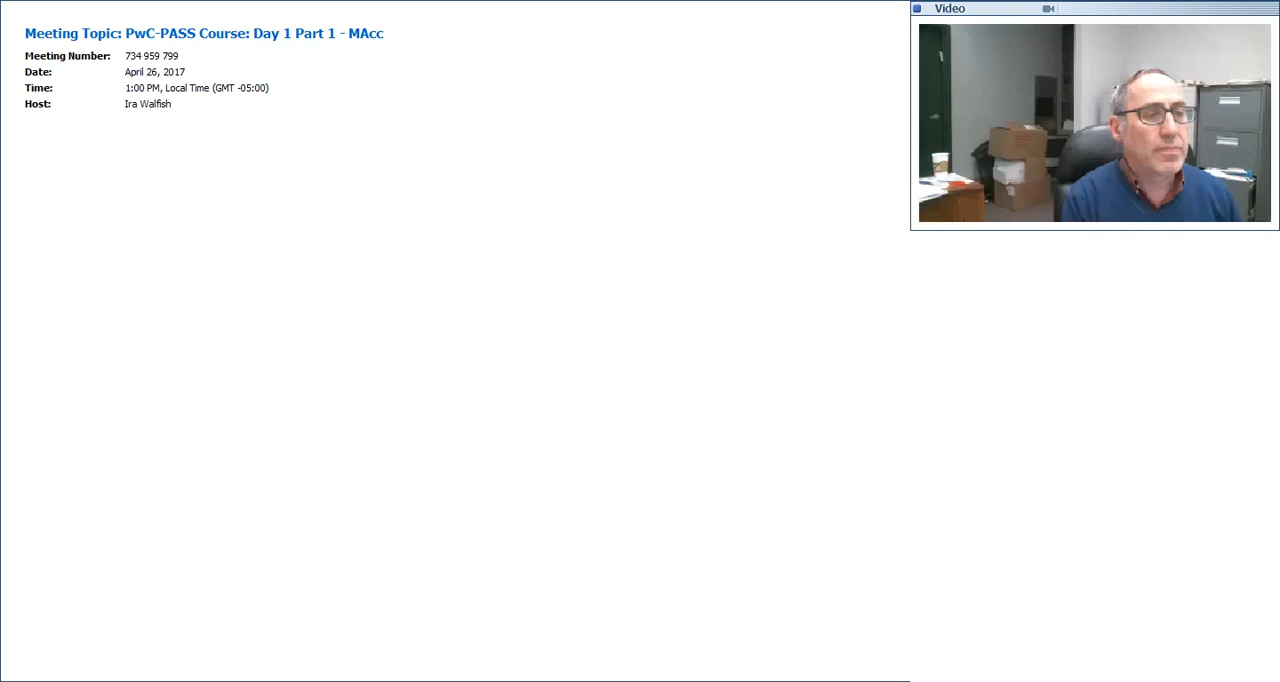 Meeting Topic: PwC-PASS Course: Day 1 Part 1 - MAcc
Meeting Number: 734 959 799
Date: April 26, 2017
Time: 1:00 PM, Local Time (GMT -05:00)
Host: Ira Walfish
Video